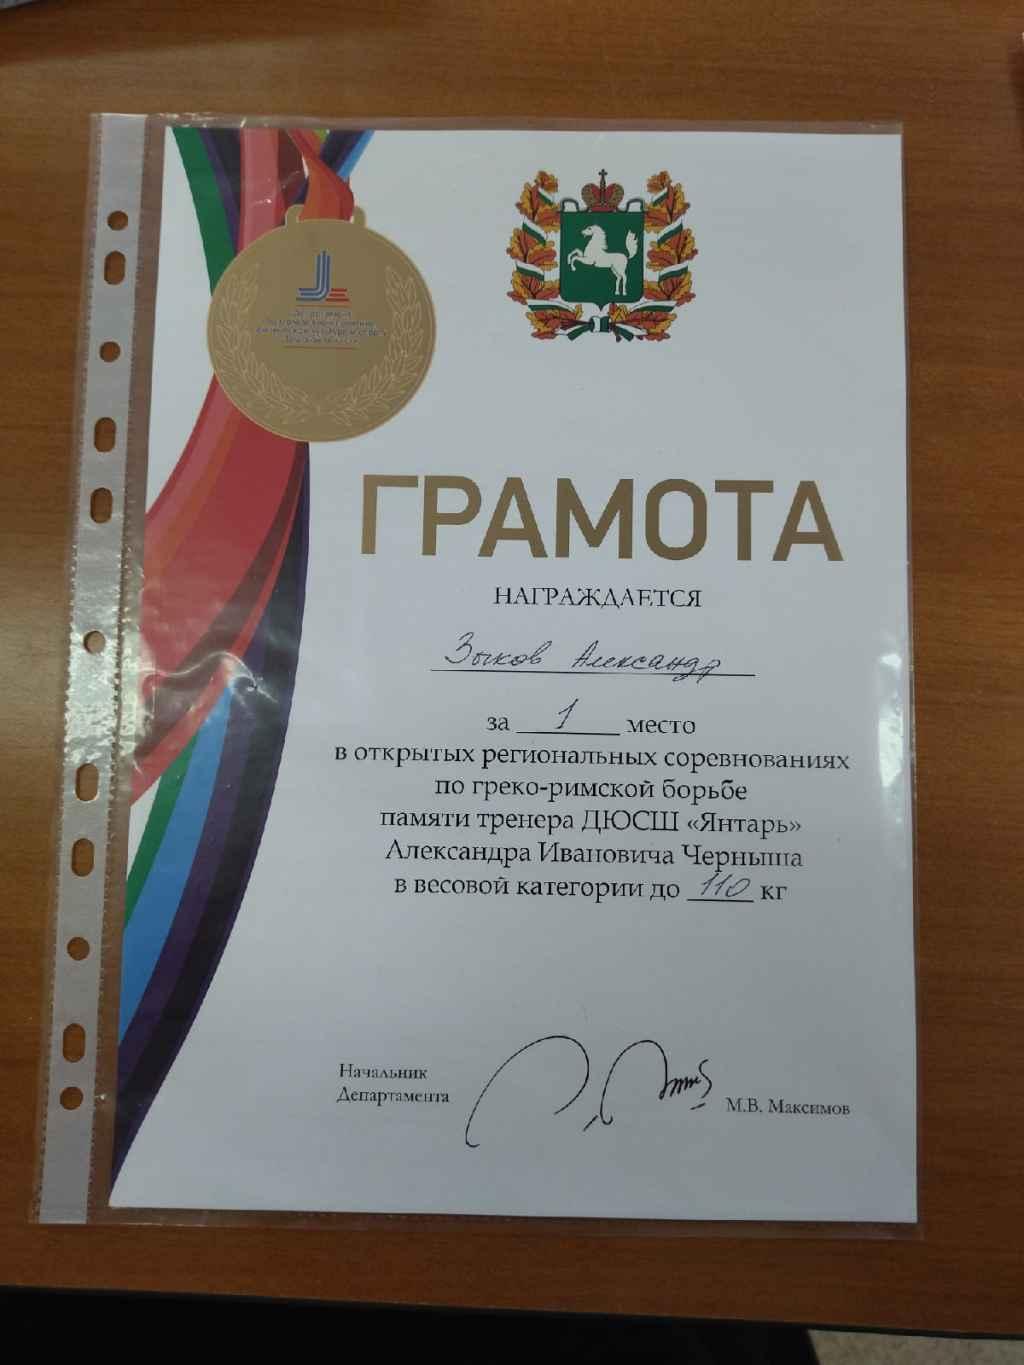 ГРАМОТА
НАГРАЖДАЕТСЯ
Зыков Александр
за 1 место
в открытых региональных соревнованиях
по греко-римской борьбе
памяти тренера ДЮСШ «Янтарь»
Александра Ивановича Черныша
в весовой категории до 110 кг
Начальник
Департамента
М.В. Максимов